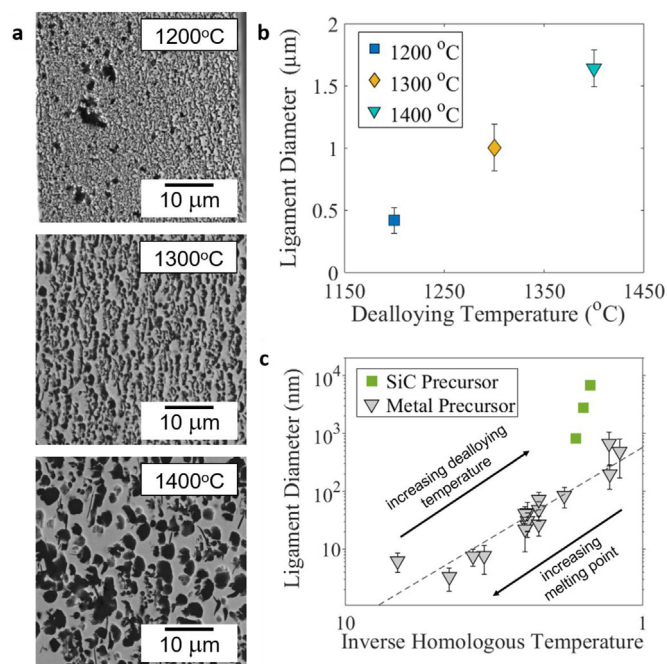 a
1200°C
10 µm
1300°C
10 µm
1400°C
10 µm
b
Ligament Diameter (µm)
2
1.5
1
0.5
0
1200 °C
1300 °C
1400 °C
1150 1250 1350 1450
Dealloying Temperature (°C)
c
Ligament Diameter (nm)
10⁴
10³
10²
10
SiC Precursor
Metal Precursor
increasing dealloying
temperature
increasing
melting point
10 1
Inverse Homologous Temperature